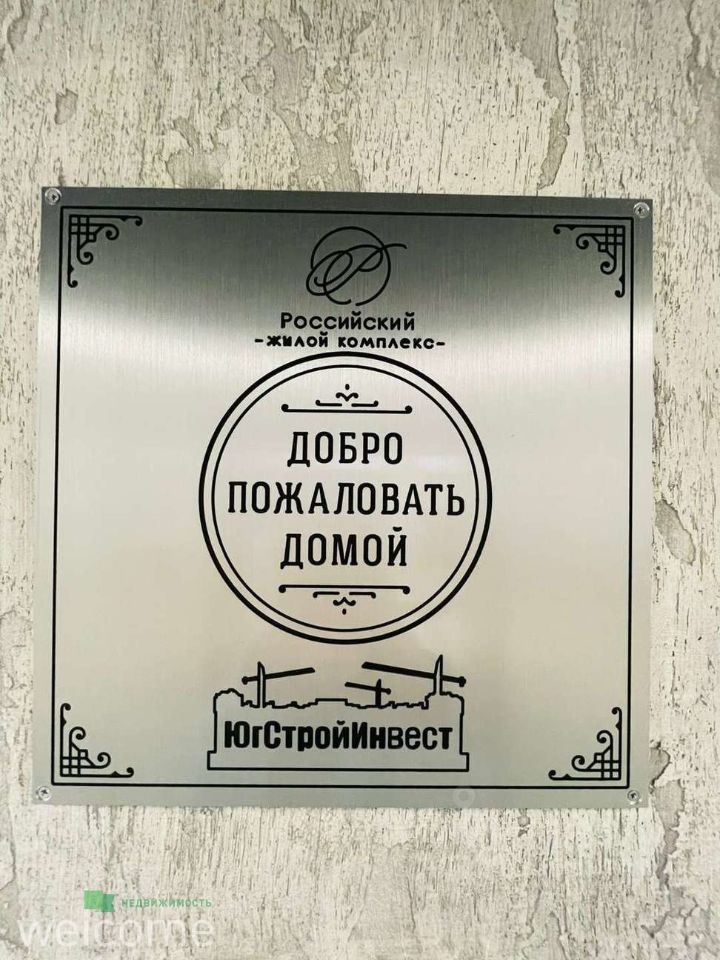 Российский
-жилой комплекс-
ДОБРО
ПОЖАЛОВАТЬ
ДОМОЙ
ЮгСтройИнвест
НЕДВИЖИМОСТЬ
welcome